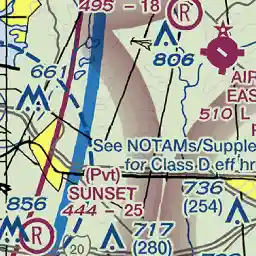 495 - 18
R
806
661
AIR
EAS
510 L
See NOTAMs/Supple
for Class D eff hr
(Pvt)
SUNSET
444 - 25
736
(254)
856
R
20
717
(280)